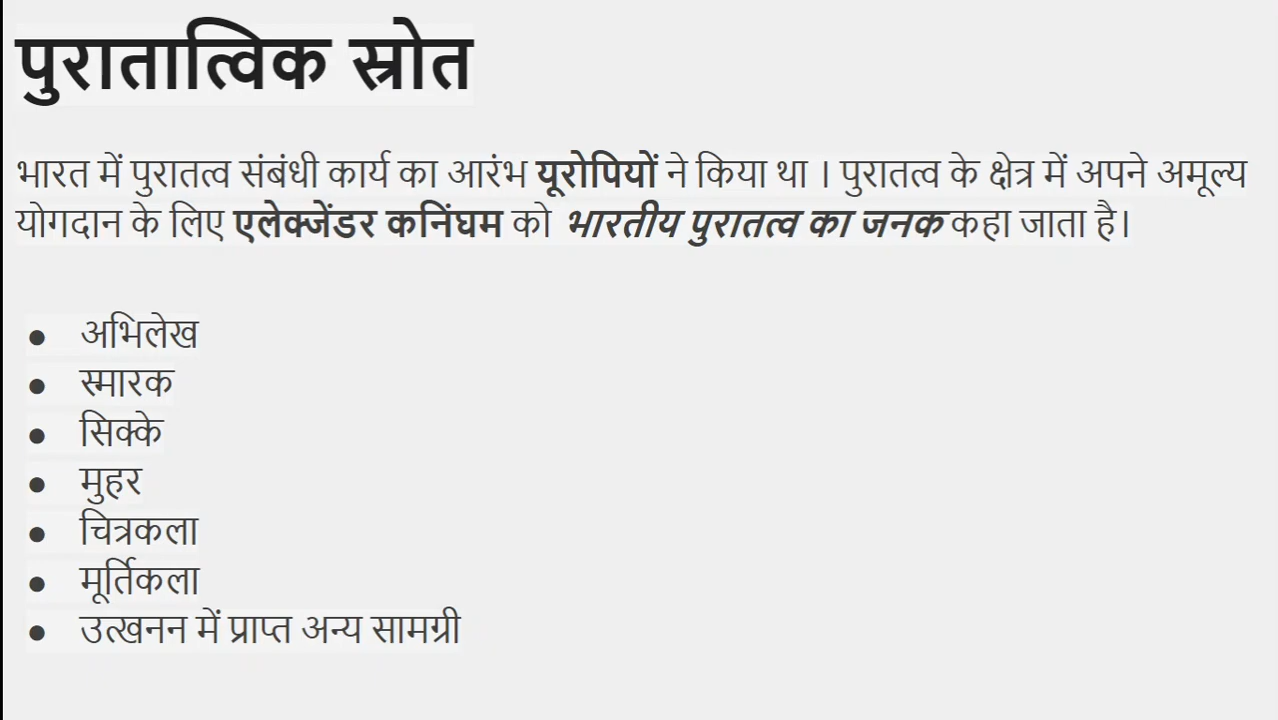 पुरातात्विक स्रोत
भारत में पुरातत्व संबंधी कार्य का आरंभ यूरोपियों ने किया था । पुरातत्व के क्षेत्र में अपने अमूल्य
योगदान के लिए एलेक्जेंडर कनिंघम को भारतीय पुरातत्व का जनक कहा जाता है।
● अभिलेख
● स्मारक
● सिक्के
● मुहर
● चित्रकला
● मूर्तिकला
● उत्खनन में प्राप्त अन्य सामग्री